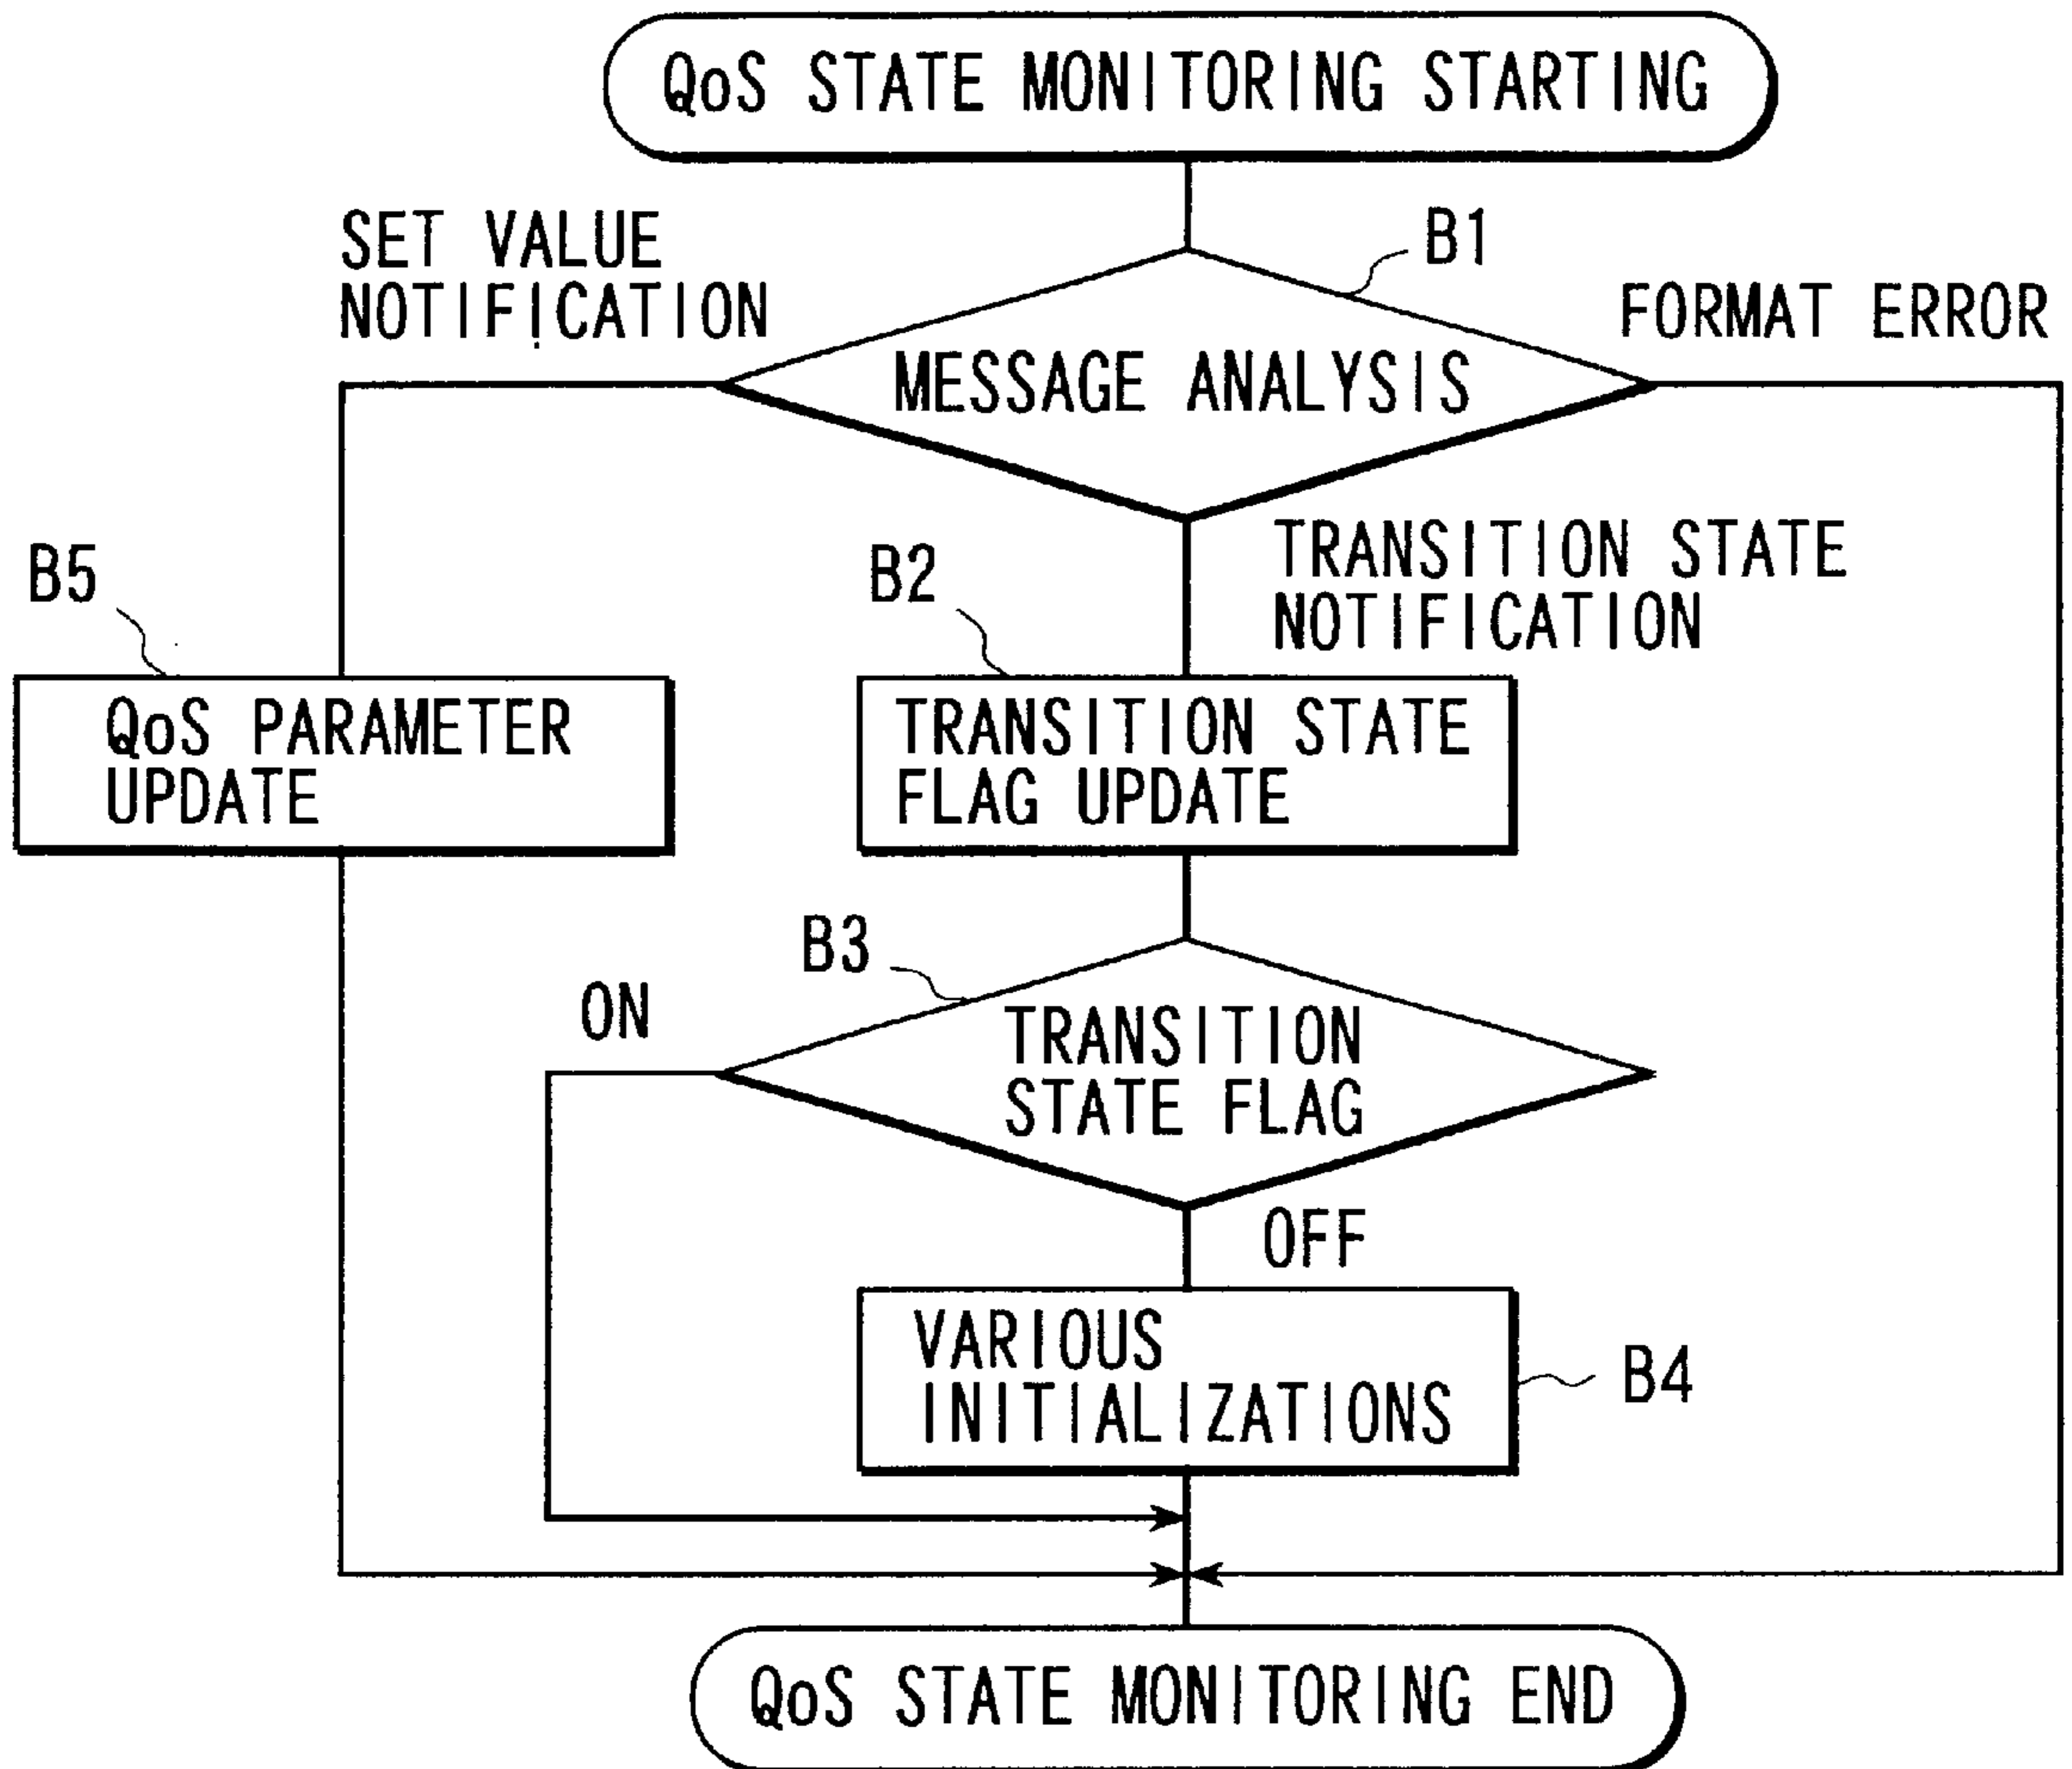 QoS STATE MONITORING STARTING
SET VALUE
NOTIFICATION
B1
FORMAT ERROR
MESSAGE ANALYSIS
TRANSITION STATE
NOTIFICATION
B5
B2
QoS PARAMETER
UPDATE
TRANSITION STATE
FLAG UPDATE
B3
ON
TRANSITION
STATE FLAG
OFF
VARIOUS
INITIALIZATIONS
B4
QoS STATE MONITORING END